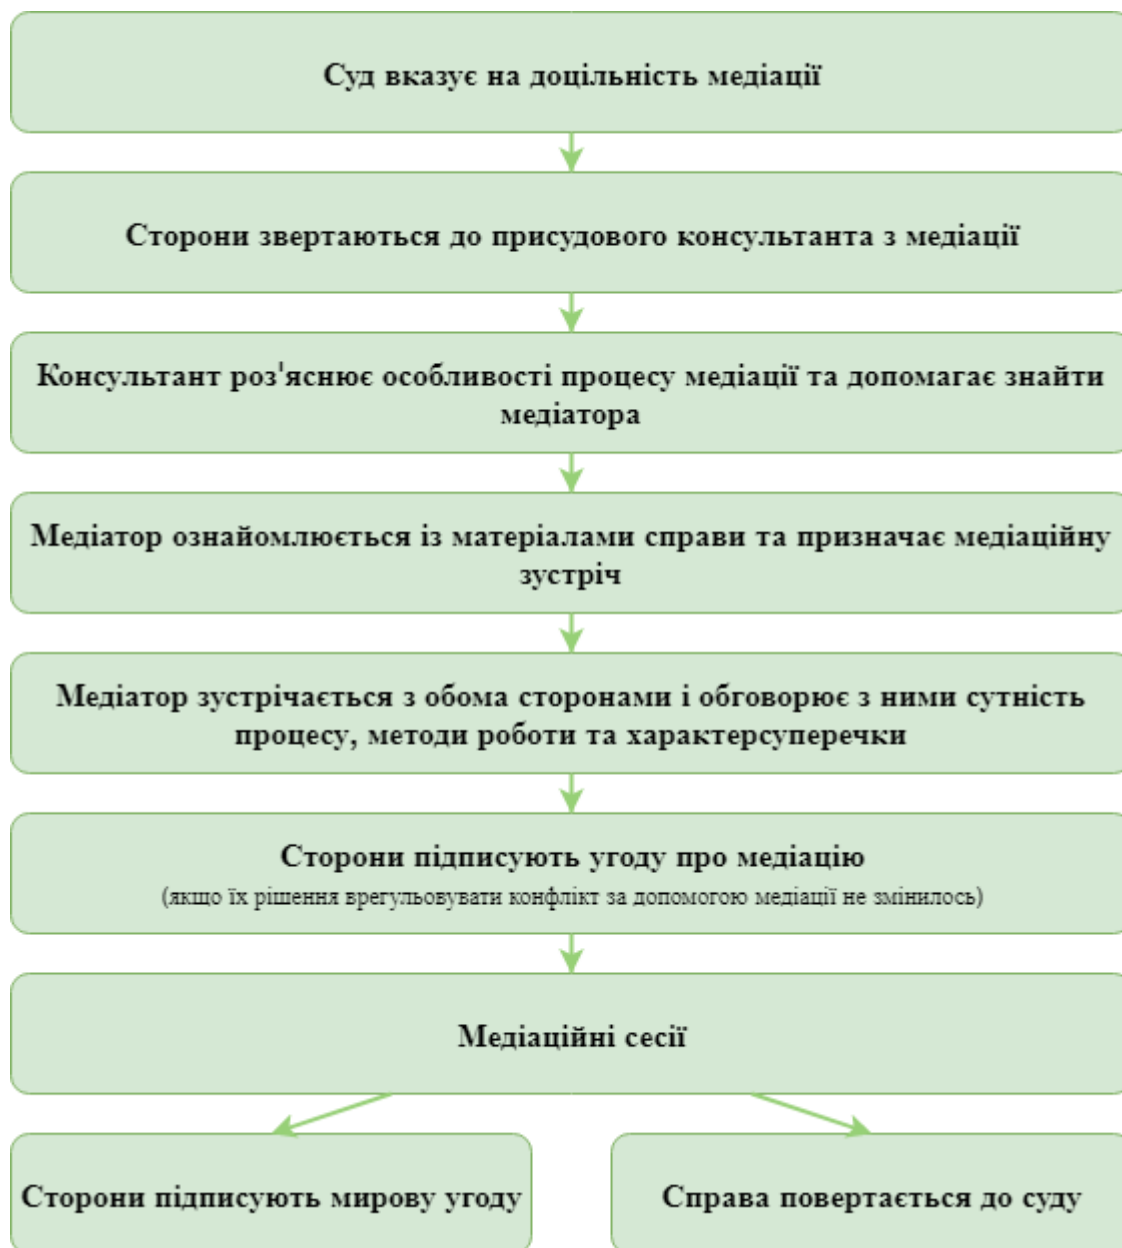 Суд вказує на доцільність медіації
Сторони звертаються до присудового консультанта з медіації
Консультант роз'яснює особливості процесу медіації та допомагає знайти
медіатора
Медіатор ознайомлюється із матеріалами справи та призначає медіаційну
зустріч
Медіатор зустрічається з обома сторонами і обговорює з ними сутність
процесу, методи роботи та характерсуперечки
Сторони підписують угоду про медіацію
(якщо їх рішення врегульовувати конфлікт за допомогою медіації не змінилось)
Медіаційні сесії
Сторони підписують мирову угоду
Справа повертається до суду